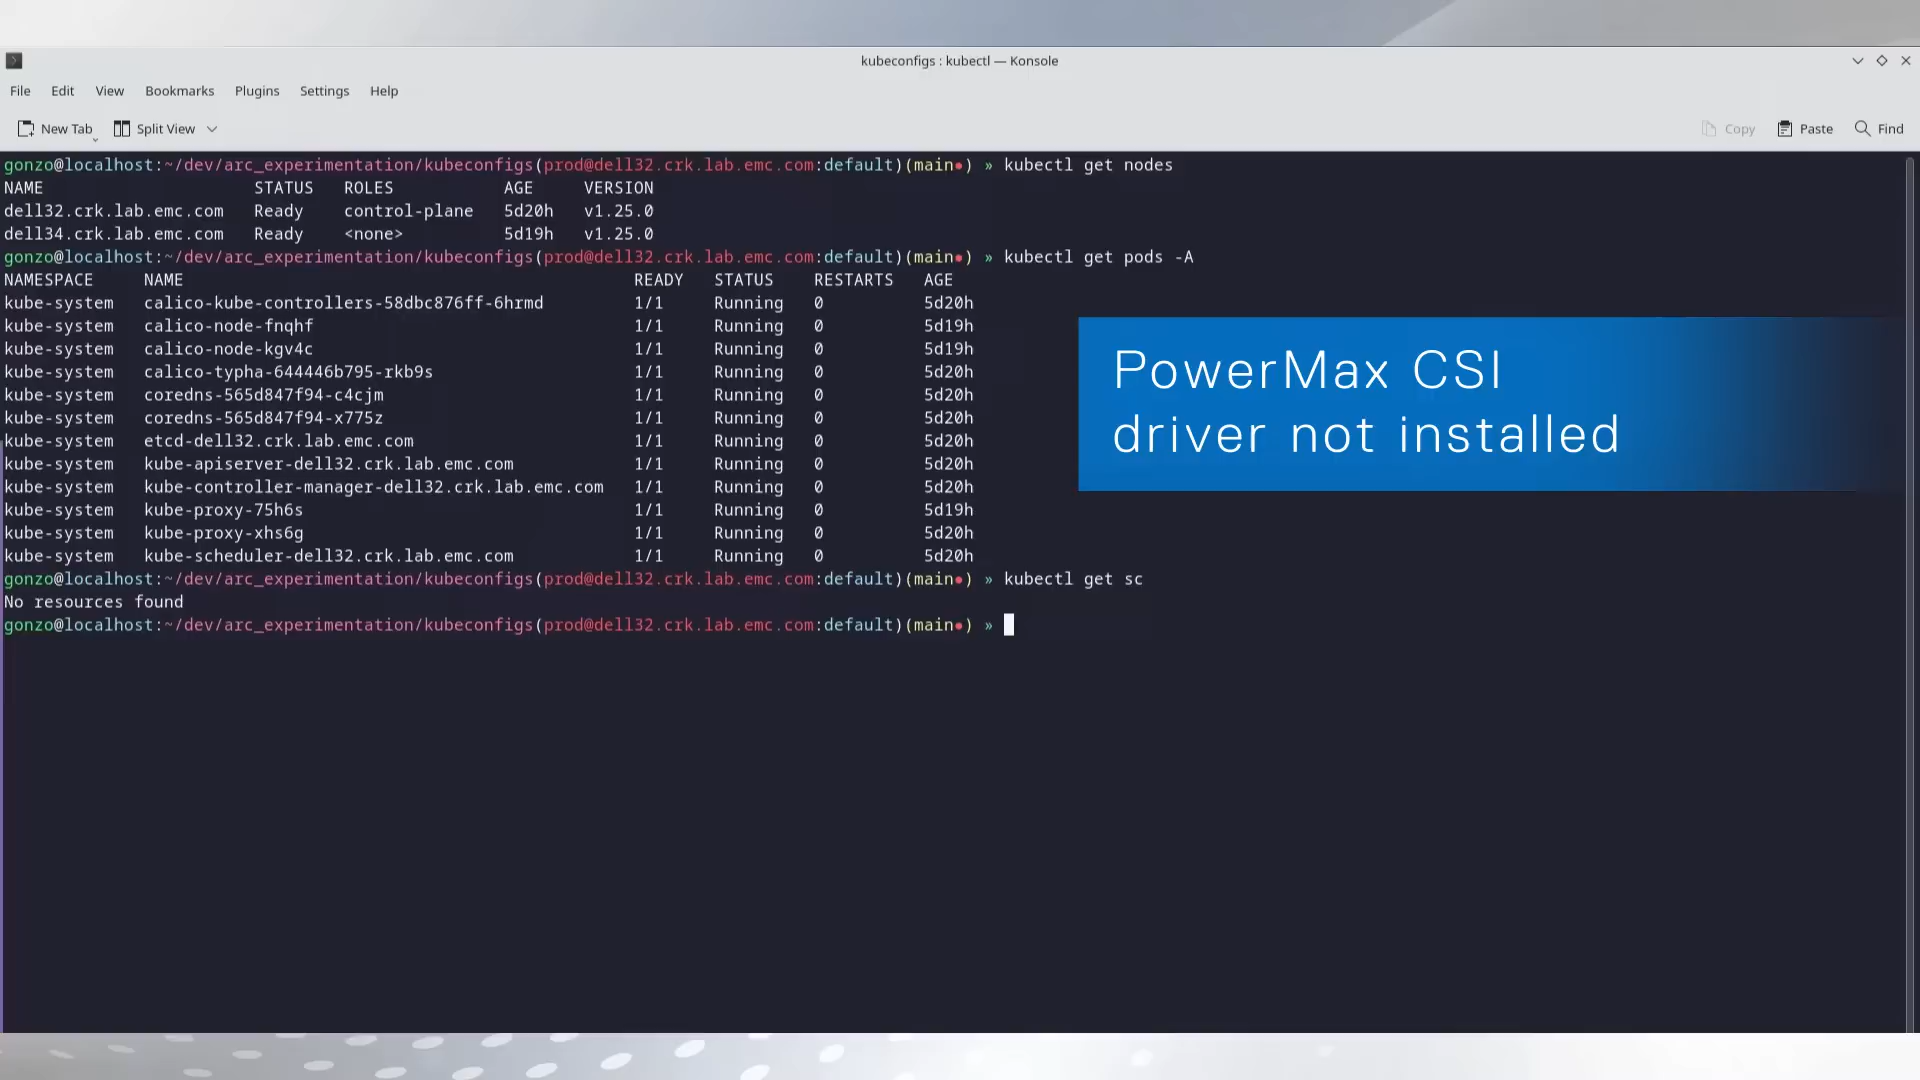 kubeconfigs : kubectl — Konsole
File Edit View Bookmarks Plugins Settings Help
New Tab Split View Copy Paste Find
gonzo@localhost:~/dev/arc_experimentation/kubeconfigs(prod@dell32.crk.lab.emc.com:default)(main●) » kubectl get nodes
NAME STATUS ROLES AGE VERSION
dell32.crk.lab.emc.com Ready control-plane 5d20h v1.25.0
dell34.crk.lab.emc.com Ready <none> 5d19h v1.25.0
gonzo@localhost:~/dev/arc_experimentation/kubeconfigs(prod@dell32.crk.lab.emc.com:default)(main●) » kubectl get pods -A
NAMESPACE NAME READY STATUS RESTARTS AGE
kube-system calico-kube-controllers-58dbc876ff-6hrmd 1/1 Running 0 5d20h
kube-system calico-node-fnqhf 1/1 Running 0 5d19h
kube-system calico-node-kgv4c 1/1 Running 0 5d19h
kube-system calico-typha-644446b795-rkb9s 1/1 Running 0 5d20h
kube-system coredns-565d847f94-c4cjm 1/1 Running 0 5d20h
kube-system coredns-565d847f94-x775z 1/1 Running 0 5d20h
kube-system etcd-dell32.crk.lab.emc.com 1/1 Running 0 5d20h
kube-system kube-apiserver-dell32.crk.lab.emc.com 1/1 Running 0 5d20h
kube-system kube-controller-manager-dell32.crk.lab.emc.com 1/1 Running 0 5d20h
kube-system kube-proxy-75h6s 1/1 Running 0 5d19h
kube-system kube-proxy-xhs6g 1/1 Running 0 5d20h
kube-system kube-scheduler-dell32.crk.lab.emc.com 1/1 Running 0 5d20h
gonzo@localhost:~/dev/arc_experimentation/kubeconfigs(prod@dell32.crk.lab.emc.com:default)(main●) » kubectl get sc
No resources found
gonzo@localhost:~/dev/arc_experimentation/kubeconfigs(prod@dell32.crk.lab.emc.com:default)(main●) »
PowerMax CSI
driver not installed